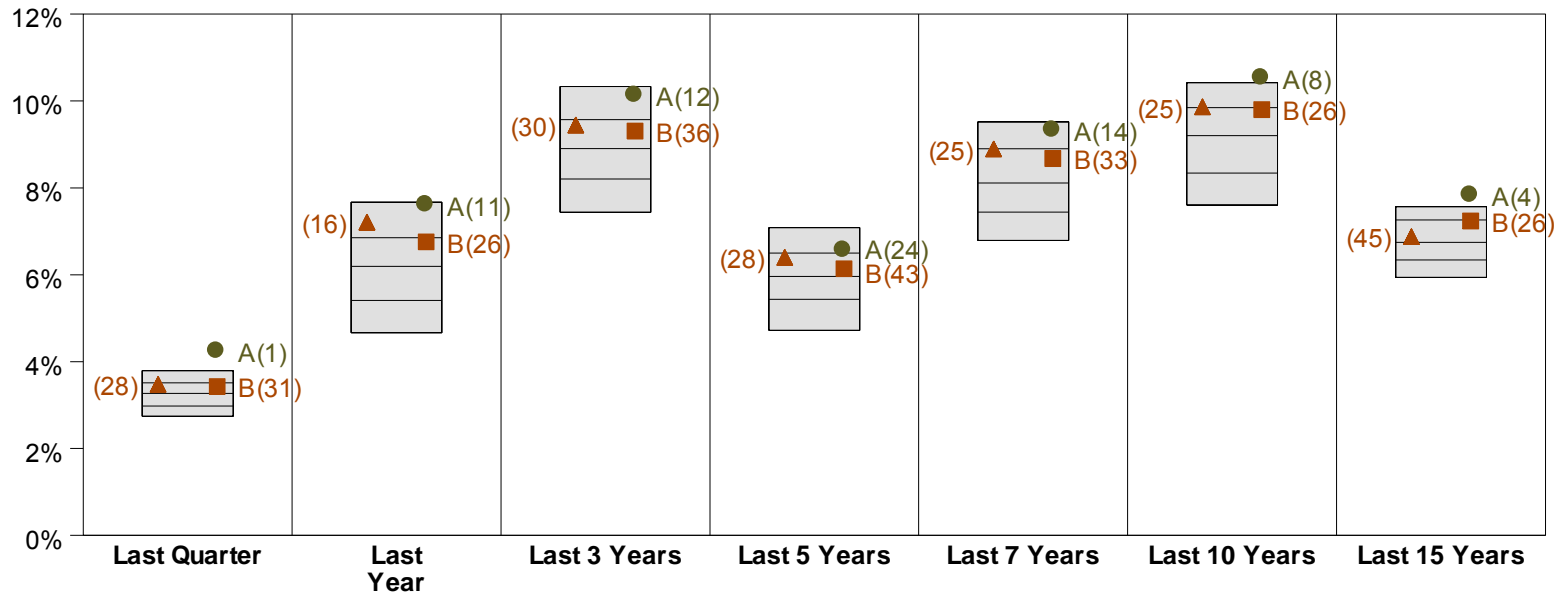 12%
10%
8%
6%
4%
2%
0%
(28)
A(1)
B(31)
(16)
A(11)
B(26)
(30)
A(12)
B(36)
(28)
A(24)
B(43)
(25)
A(14)
B(33)
(25)
A(8)
B(26)
(45)
A(4)
B(26)
Last Quarter
Last
Year
Last 3 Years
Last 5 Years
Last 7 Years
Last 10 Years
Last 15 Years